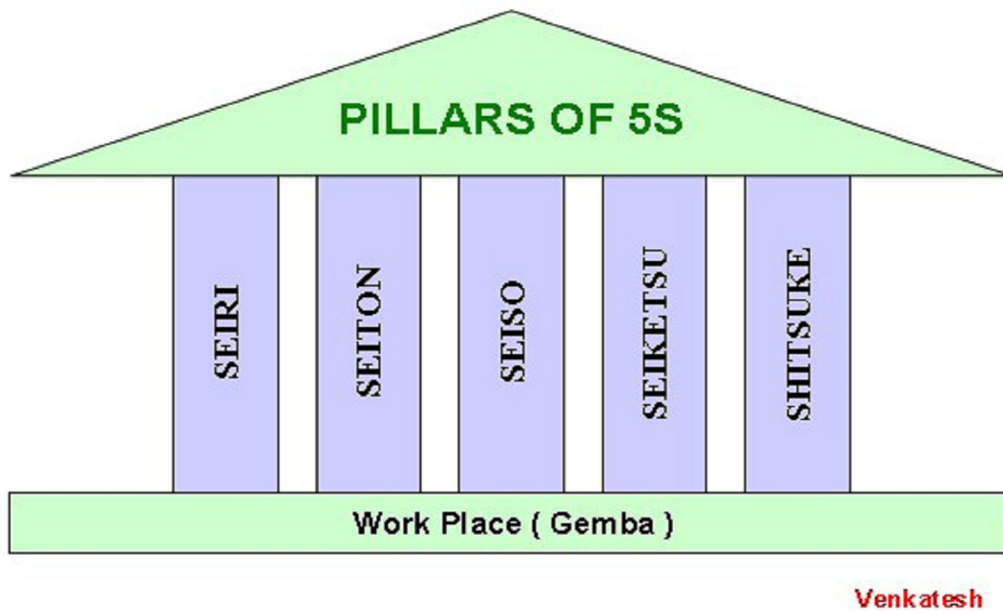 PILLARS OF 5S
SEIRI
SEITON
SEISO
SEIKETSU
SHITSUKE
Work Place ( Gemba )
Venkatesh